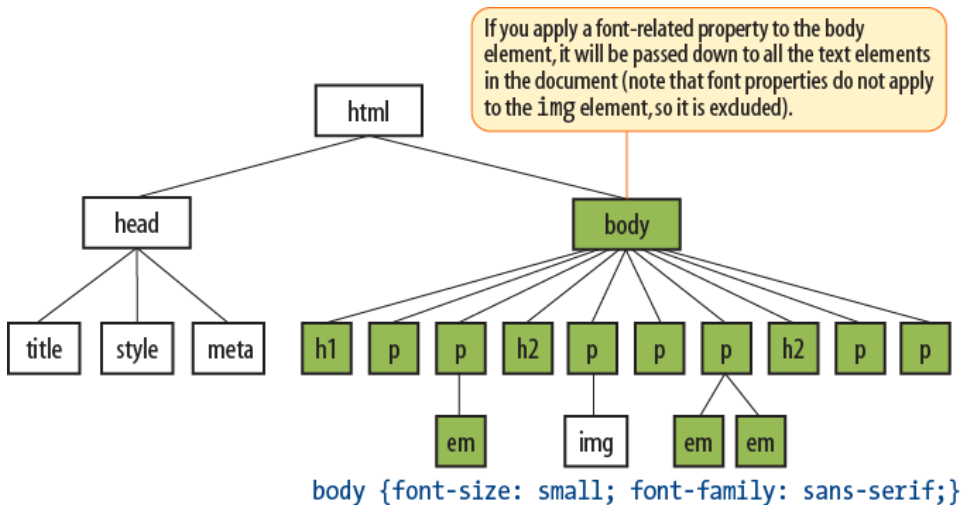 If you apply a font-related property to the body
element, it will be passed down to all the text elements
in the document (note that font properties do not apply
to the img element, so it is excluded).
html
head
body
title
style
meta
h1
p
p
h2
p
p
p
h2
p
p
em
img
em
em
body {font-size: small; font-family: sans-serif;}